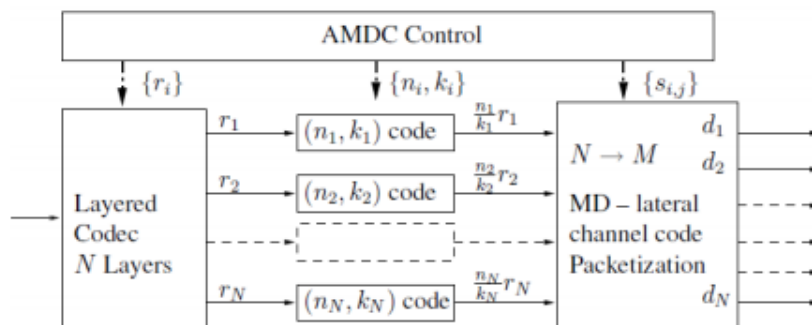 AMDC Control
{r_i}
{n_i, k_i}
{s_{i,j}}
r_1
(n_1, k_1) code
n_1/k_1 r_1
d_1
r_2
(n_2, k_2) code
n_2/k_2 r_2
N → M
d_2
Layered
Codec
N Layers
MD – lateral
channel code
Packetization
r_N
(n_N, k_N) code
n_N/k_N r_N
d_N